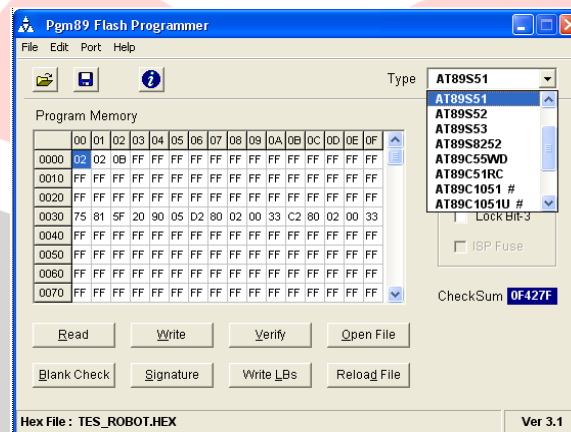 Pgm89 Flash Programmer
File Edit Port Help
Type AT89S51
AT89S51
AT89S52
AT89S53
AT89S8252
AT89C55WD
AT89C51RC
AT89C1051 #
AT89C1051U #
Program Memory
00 01 02 03 04 05 06 07 08 09 0A 0B 0C 0D 0E 0F
0000 02 02 0B FF FF FF FF FF FF FF FF FF FF FF FF FF
0010 FF FF FF FF FF FF FF FF FF FF FF FF FF FF FF FF
0020 FF FF FF FF FF FF FF FF FF FF FF FF FF FF FF FF
0030 75 81 5F 20 90 05 D2 80 02 00 33 C2 80 02 00 33
0040 FF FF FF FF FF FF FF FF FF FF FF FF FF FF FF FF
0050 FF FF FF FF FF FF FF FF FF FF FF FF FF FF FF FF
0060 FF FF FF FF FF FF FF FF FF FF FF FF FF FF FF FF
0070 FF FF FF FF FF FF FF FF FF FF FF FF FF FF FF FF
Lock Bit-3
ISP Fuse
CheckSum 0F427F
Read Write Verify Open File
Blank Check Signature Write LBs Reload File
Hex File : TES_ROBOT.HEX Ver 3.1